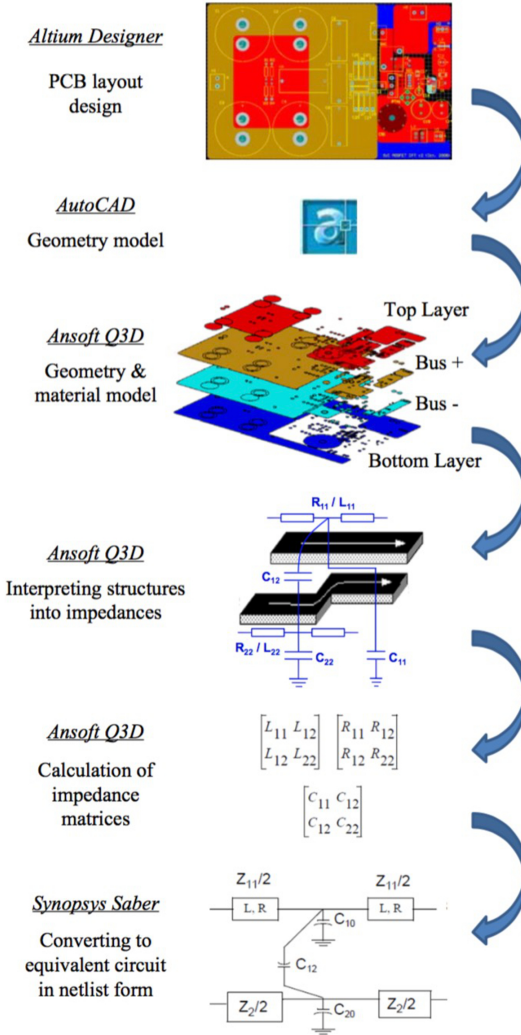 Altium Designer
PCB layout
design
AutoCAD
Geometry model
a
Ansoft Q3D
Geometry &
material model
Top Layer
Bus +
Bus -
Bottom Layer
Ansoft Q3D
Interpreting structures
into impedances
R11 / L11
C12
R22 / L22
C22
C11
Ansoft Q3D
Calculation of
impedance
matrices
L11 L12
L12 L22
R11 R12
R12 R22
C11 C12
C12 C22
Synopsys Saber
Converting to
equivalent circuit
in netlist form
Z11/2
Z11/2
L, R
L, R
C10
C12
Z2/2
C20
Z2/2